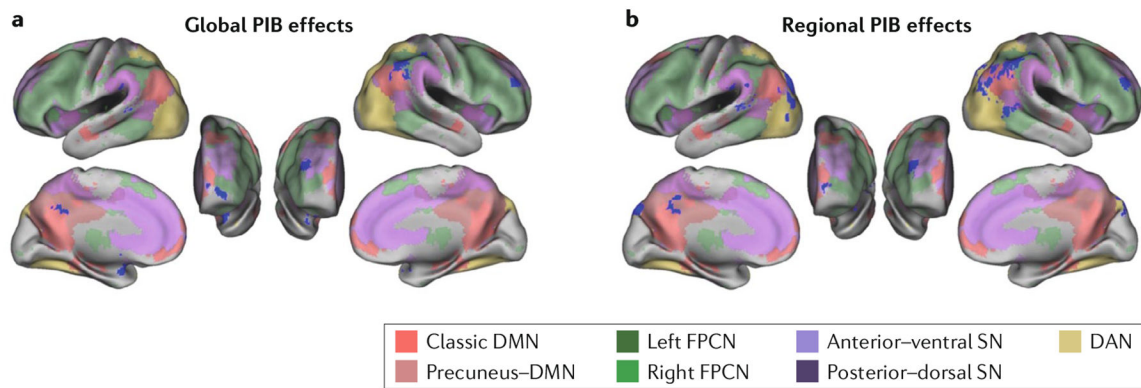 a Global PIB effects
b Regional PIB effects
Classic DMN Left FPCN Anterior–ventral SN DAN
Precuneus–DMN Right FPCN Posterior–dorsal SN